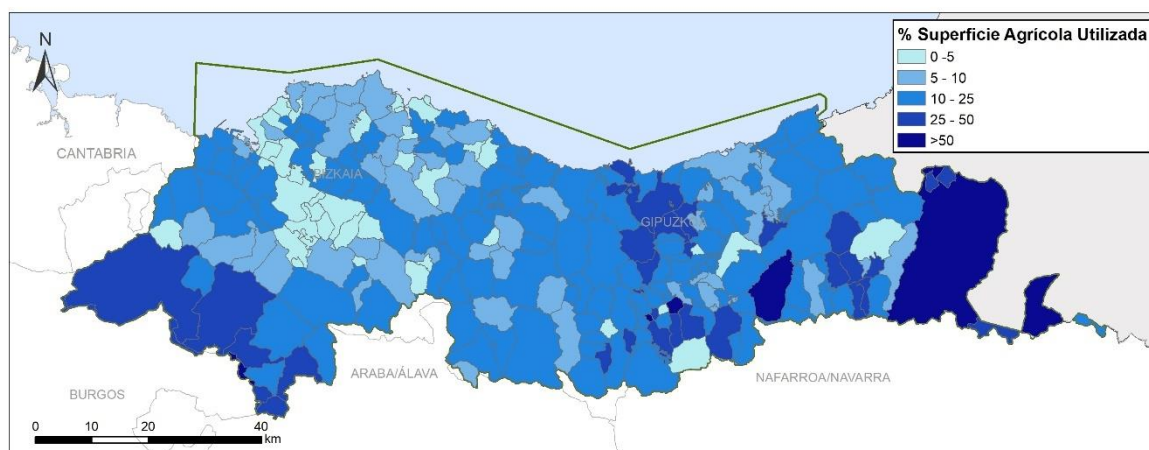 N
% Superficie Agrícola Utilizada
0 -5
5 - 10
10 - 25
25 - 50
>50
CANTABRIA
BIZKAIA
GIPUZKOA
BURGOS
ARABA/ÁLAVA
NAFARROA/NAVARRA
0 10 20 40
km